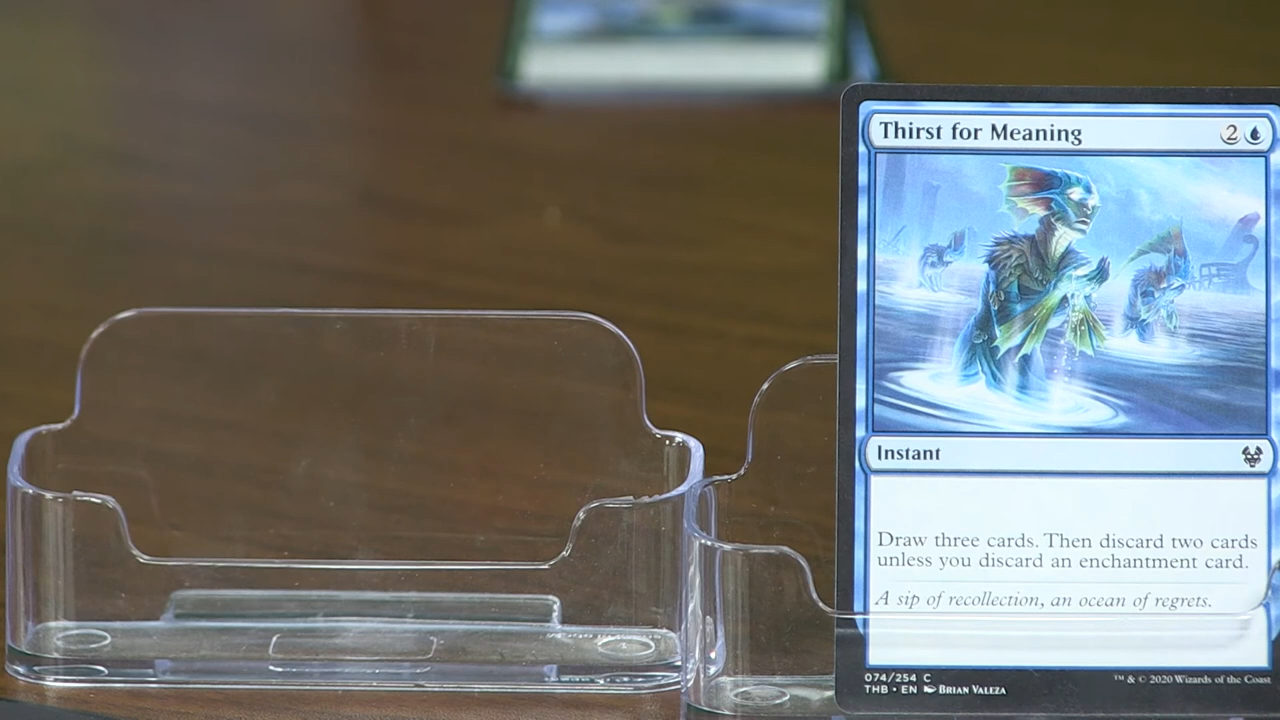 Thirst for Meaning 2
Instant
Draw three cards. Then discard two cards
unless you discard an enchantment card.
A sip of recollection, an ocean of regrets.
074/254 C
THB • EN Brian Valeza
™ & © 2020 Wizards of the Coast